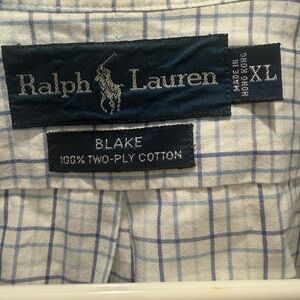 Ralph Lauren
MADE IN
HONG KONG
XL
BLAKE
100% TWO-PLY COTTON